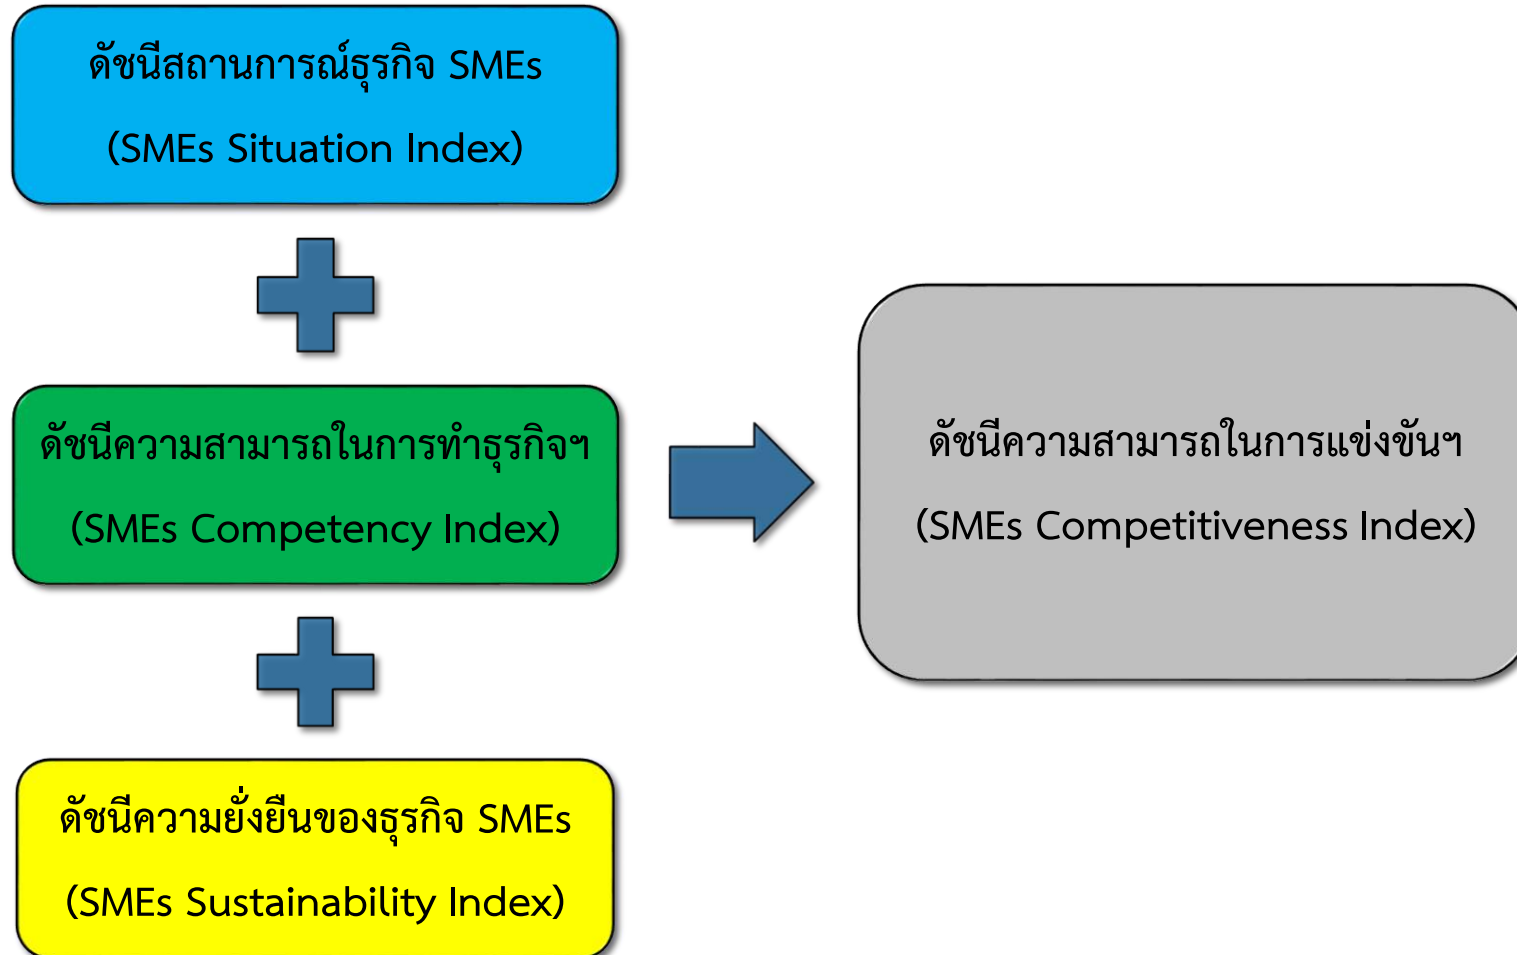 ดัชนีสถานการณ์ธุรกิจ SMEs
(SMEs Situation Index)
ดัชนีความสามารถในการทำธุรกิจฯ
(SMEs Competency Index)
ดัชนีความยั่งยืนของธุรกิจ SMEs
(SMEs Sustainability Index)
ดัชนีความสามารถในการแข่งขันฯ
(SMEs Competitiveness Index)